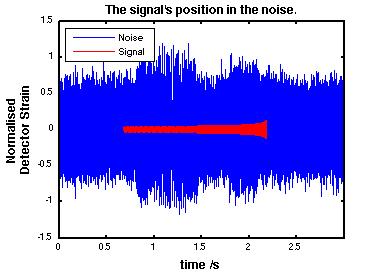 The signal's position in the noise.
1.5
Noise
Signal
1
0.5
0
-0.5
-1
-1.5
Normalised
Detector Strain
0 0.5 1 1.5 2 2.5
time /s